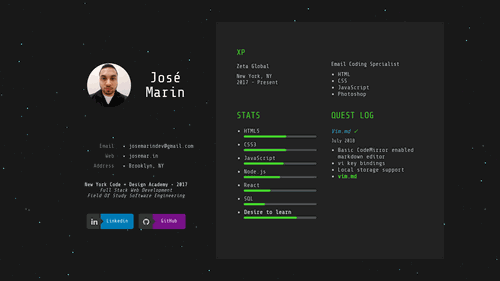 José
Marin
Email • josemarindev@gmail.com
Web • josemar.in
Address • Brooklyn, NY
New York Code + Design Academy - 2017
Full Stack Web Development
Field Of Study Software Engineering
LinkedIn
GitHub
XP
Zeta Global
New York, NY
2017 - Present
Email Coding Specialist
• HTML
• CSS
• JavaScript
• Photoshop
STATS
• HTML5
• CSS3
• JavaScript
• Node js
• React
• SQL
• Desire to learn
QUEST LOG
Vim.md ✓
July 2018
• Basic CodeMirror enabled
markdown editor
• vi key bindings
• Local storage support
• vim.md